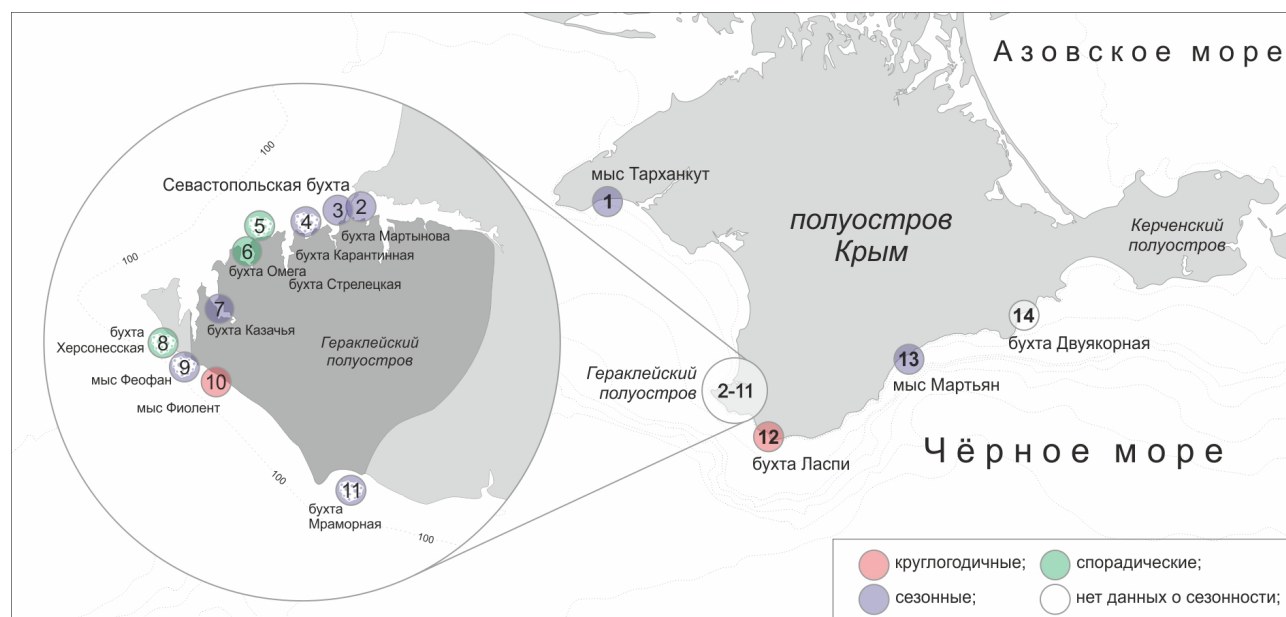 Азовское море
мыс Тарханкут
1
полуостров
Крым
Керченский
полуостров
Севастопольская бухта
100
5
4
3
2
бухта Мартынова
6
бухта Карантинная
бухта Омега
бухта Стрелецкая
100
7
бухта Казачья
бухта
Херсонесская
8
Гераклейский
полуостров
9
мыс Феофан
10
мыс Фиолент
100
11
бухта
Мраморная
100
Гераклейский
полуостров
2-11
12
бухта Ласпи
13
мыс Мартьян
14
бухта Двуякорная
Чёрное море
круглогодичные;
спорадические;
сезонные;
нет данных о сезонности;